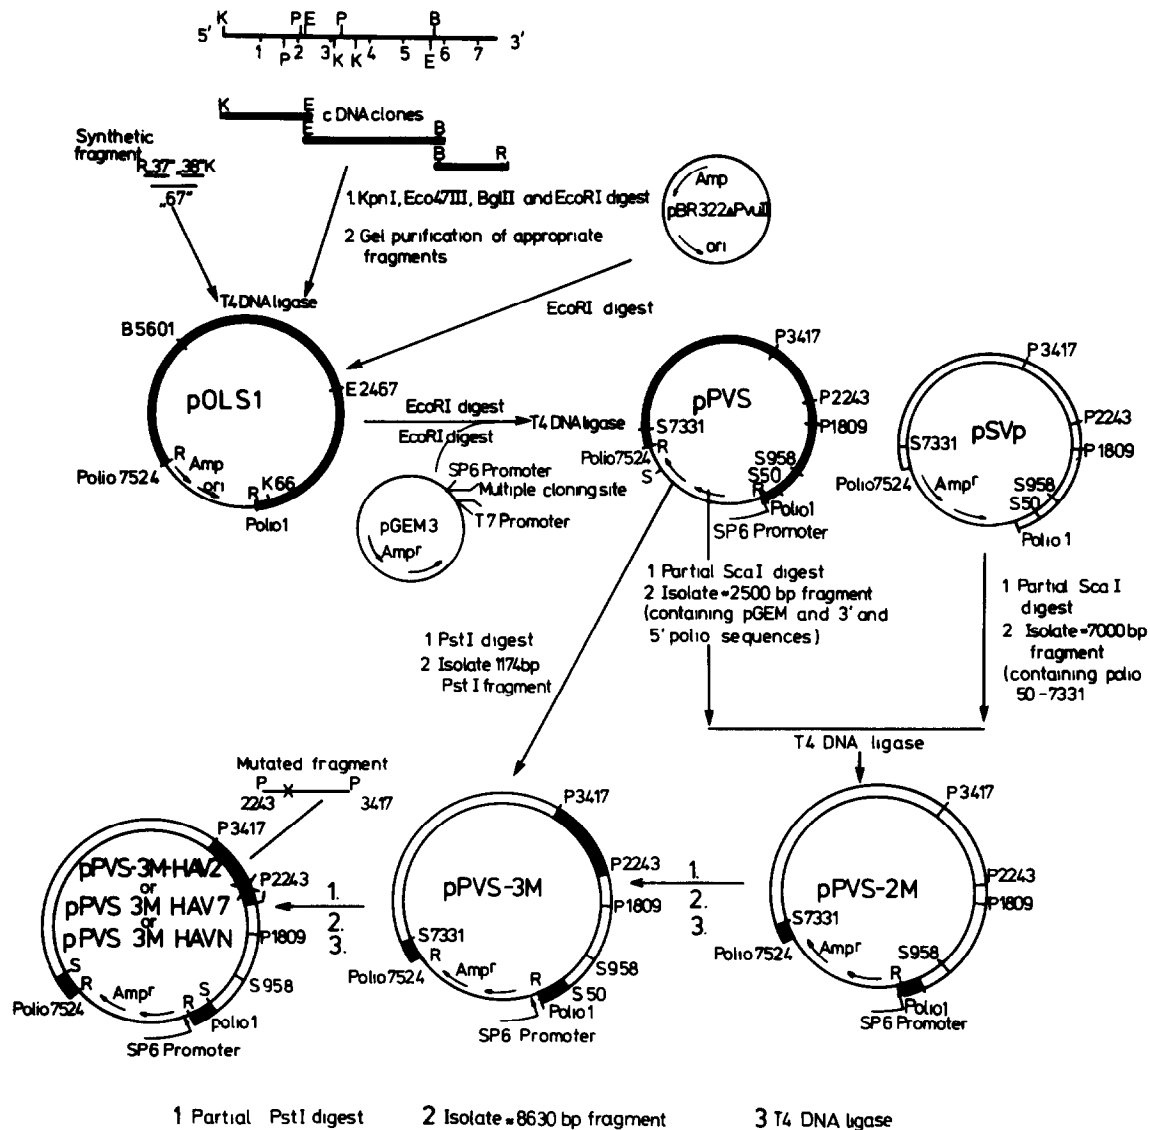 K P E P B
5' 3'
1 2 3 4 5 6 7
P K K E
K E
cDNA clones
E B
B R
Synthetic
fragment
R „37" „38" K
„67"
1. KpnI, Eco47III, BglII and EcoRI digest
2 Gel purification of appropriate
fragments
Amp
pBR322▲PvuII
ori
T4 DNA ligase
EcoRI digest
B5601
pOLS1
E2467
R
Amp
ori
Polio 7524
K66
R
Polio1
EcoRI digest
EcoRI digest
T4 DNA ligase
SP6 Promoter
Multiple cloning site
T7 Promoter
pGEM3
Ampr
P3417
pPVS
P2243
P1809
S7331
R
Polio7524
S
S958
S50
R
Polio1
SP6 Promoter
P3417
pSVp
P2243
P1809
S7331
Polio7524
Ampr
S958
S50
Polio 1
1 Partial ScaI digest
2 Isolate≈2500 bp fragment
(containing pGEM and 3' and
5' polio sequences)
1 Partial ScaI
digest
2 Isolate≈7000bp
fragment
(containing polio
50-7331
1 PstI digest
2 Isolate 1174bp
PstI fragment
T4 DNA ligase
Mutated fragment
P P
2243 X 3417
P3417
pPVS-3M-HAV2
or
pPVS 3M HAV7
or
pPVS 3M HAVN
P2243
P1809
S958
S
R
Polio7524
Ampr
S
R
polio1
SP6 Promoter
1.
2.
3.
P3417
pPVS-3M
P2243
P1809
S7331
R
Polio7524
Ampr
S958
R
S50
Polio1
SP6 Promoter
1.
2.
3.
P3417
pPVS-2M
P2243
P1809
S7331
Polio7524
Ampr
S958
R
Polio1
SP6 Promoter
1 Partial PstI digest 2 Isolate≈8630 bp fragment 3 T4 DNA ligase